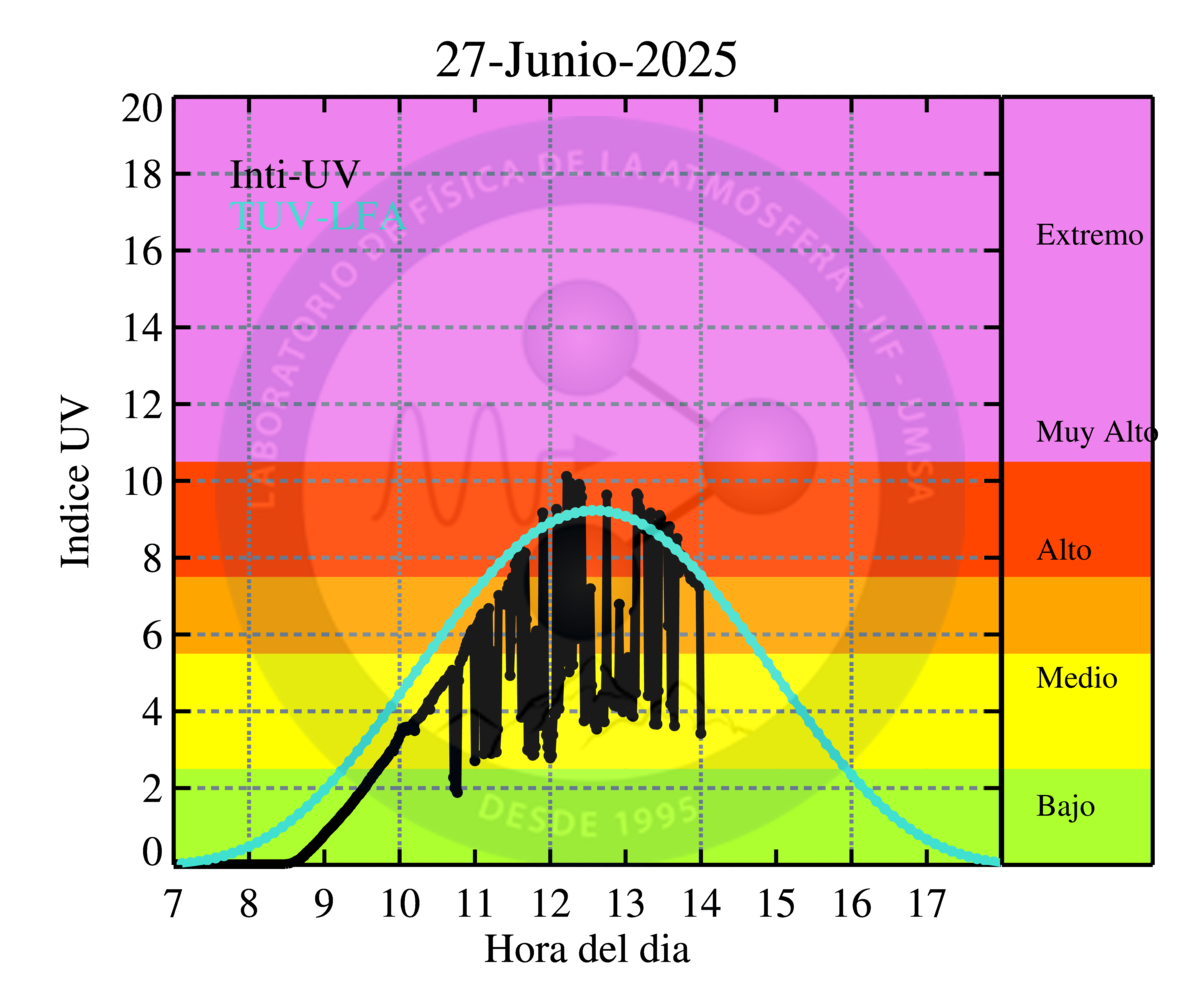 27-Junio-2025
Indice UV
20
18
16
14
12
10
8
6
4
2
0
Inti-UV
TUV-LFA
LABORATORIO DE FÍSICA DE LA ATMÓSFERA - IIF - UMSA
DESDE 1995
Extremo
Muy Alto
Alto
Medio
Bajo
7 8 9 10 11 12 13 14 15 16 17
Hora del dia